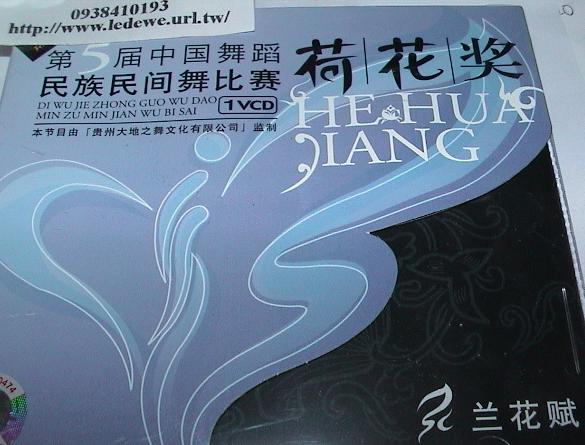 0938410193
http://www.ledewe.url.tw/
第5届中国舞蹈
民族民间舞比赛
DI WU JIE ZHONG GUO WU DAO
MIN ZU MIN JIAN WU BI SAI
1VCD
本节目由「贵州大地之舞文化有限公司」监制
荷花奖
HE HUA
JIANG
兰花赋